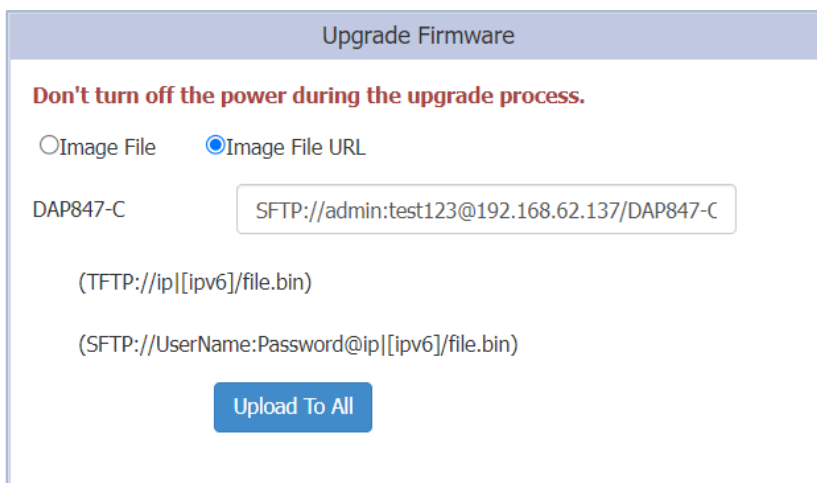 Upgrade Firmware
Don't turn off the power during the upgrade process.
Image File Image File URL
DAP847-C SFTP://admin:test123@192.168.62.137/DAP847-C
(TFTP://ip|[ipv6]/file.bin)
(SFTP://UserName:Password@ip|[ipv6]/file.bin)
Upload To All